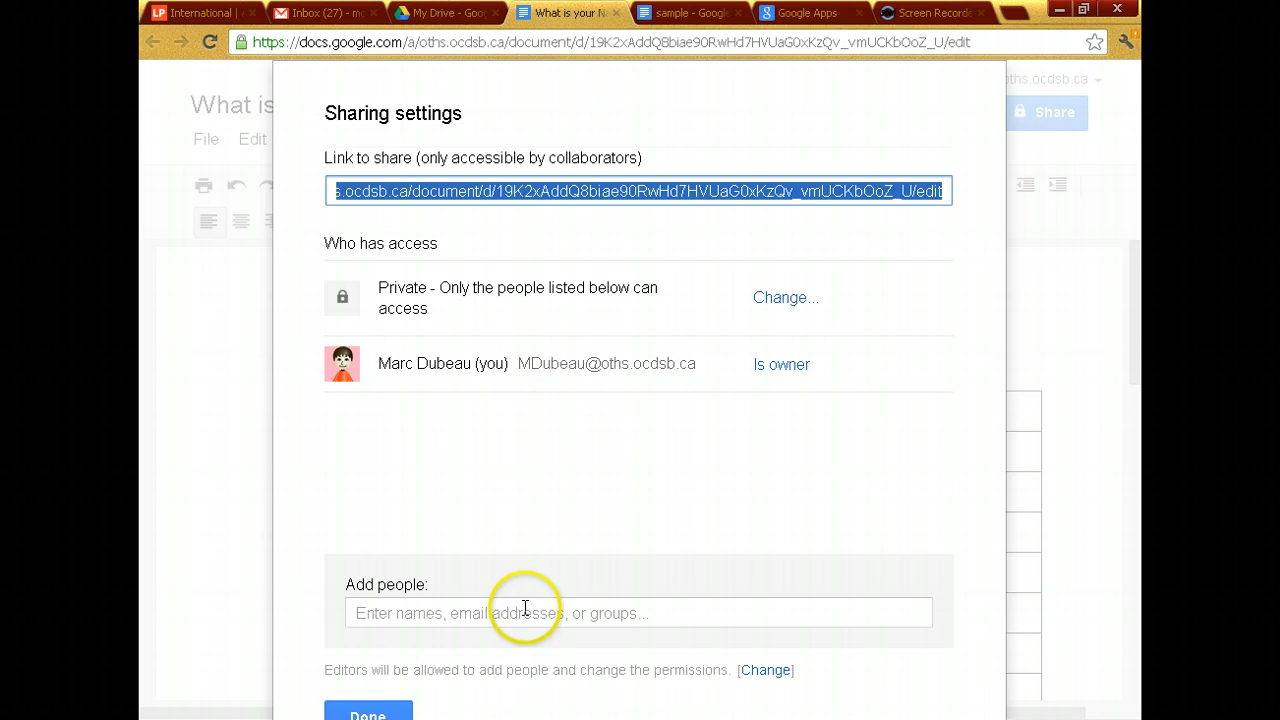 International |
Inbox (27) - m
My Drive - Goo
What is your N
sample - Google
Google Apps
Screen Recorde
https://docs.google.com/a/oths.ocdsb.ca/document/d/19K2xAddQ8biae90RwHd7HVUaG0xKzQv_vmUCKbOoZ_U/edit
oths.ocdsb.ca
What is
Share
File Edit
Sharing settings
Link to share (only accessible by collaborators)
s.ocdsb.ca/document/d/19K2xAddQ8biae90RwHd7HVUaG0xKzQv_vmUCKbOoZ_U/edit
Who has access
Private - Only the people listed below can
access
Change...
Marc Dubeau (you) MDubeau@oths.ocdsb.ca Is owner
Add people:
Enter names, email addresses, or groups...
Editors will be allowed to add people and change the permissions. [Change]
Done